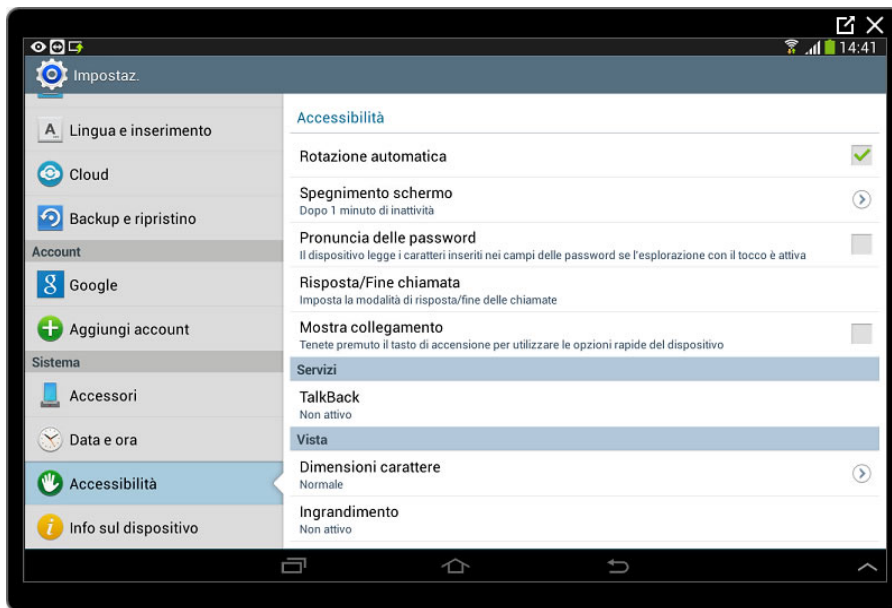 14:41
Impostaz.
Lingua e inserimento
Cloud
Backup e ripristino
Account
Google
Aggiungi account
Sistema
Accessori
Data e ora
Accessibilità
Info sul dispositivo
Accessibilità
Rotazione automatica
Spegnimento schermo
Dopo 1 minuto di inattività
Pronuncia delle password
Il dispositivo legge i caratteri inseriti nei campi delle password se l'esplorazione con il tocco è attiva
Risposta/Fine chiamata
Imposta la modalità di risposta/fine delle chiamate
Mostra collegamento
Tenete premuto il tasto di accensione per utilizzare le opzioni rapide del dispositivo
Servizi
TalkBack
Non attivo
Vista
Dimensioni carattere
Normale
Ingrandimento
Non attivo